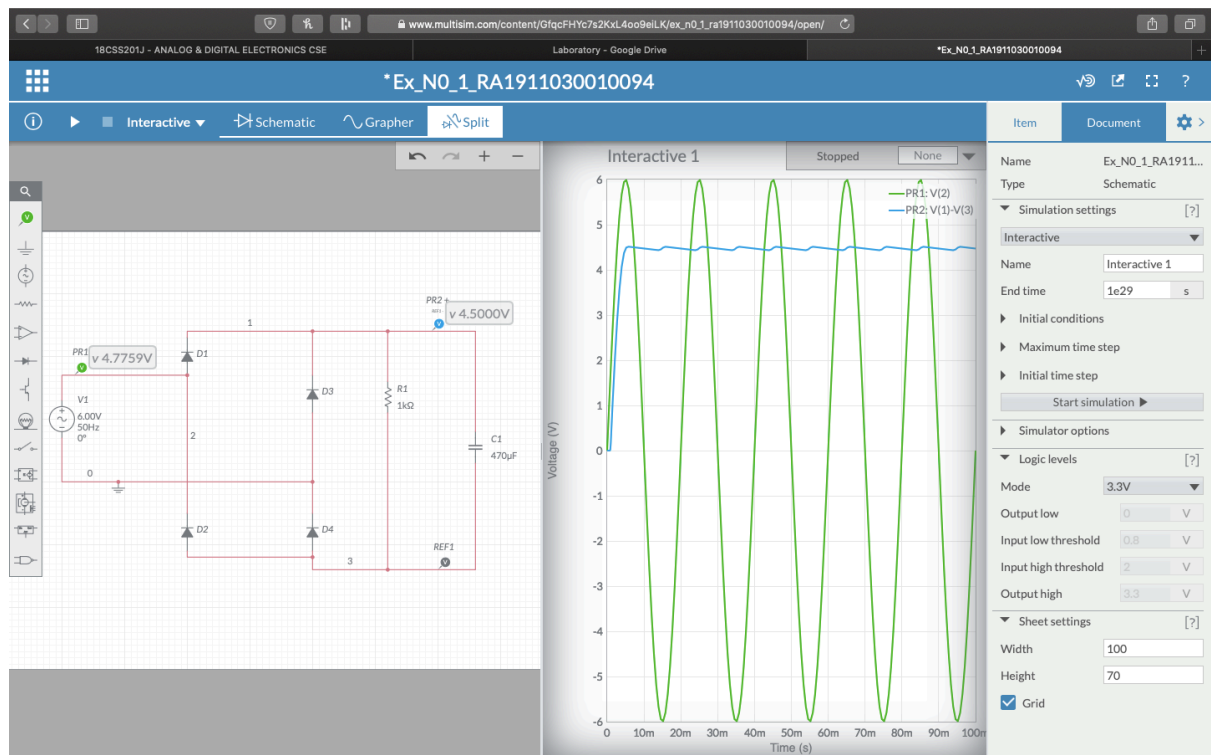 www.multisim.com/content/GfqcFHYc7s2KxL4oo9eiLK/ex_n0_1_ra1911030010094/open/
18CSS201J - ANALOG & DIGITAL ELECTRONICS CSE
Laboratory - Google Drive
*Ex_N0_1_RA1911030010094
*Ex_N0_1_RA1911030010094
?
Interactive
Schematic
Grapher
Split
Item
Document
PR1
v 4.7759V
V1
6.00V
50Hz
0°
0
1
2
3
D1
D2
D3
D4
R1
1kΩ
C1
470µF
PR2 +
v 4.5000V
REF1
Interactive 1
Stopped
None
PR1: V(2)
PR2: V(1)-V(3)
Voltage (V)
6
5
4
3
2
1
0
-1
-2
-3
-4
-5
-6
0 10m 20m 30m 40m 50m 60m 70m 80m 90m 100m
Time (s)
Name Ex_N0_1_RA1911...
Type Schematic
Simulation settings [?]
Interactive
Name Interactive 1
End time 1e29 s
Initial conditions
Maximum time step
Initial time step
Start simulation
Simulator options
Logic levels [?]
Mode 3.3V
Output low 0 V
Input low threshold 0.8 V
Input high threshold 2 V
Output high 3.3 V
Sheet settings [?]
Width 100
Height 70
Grid